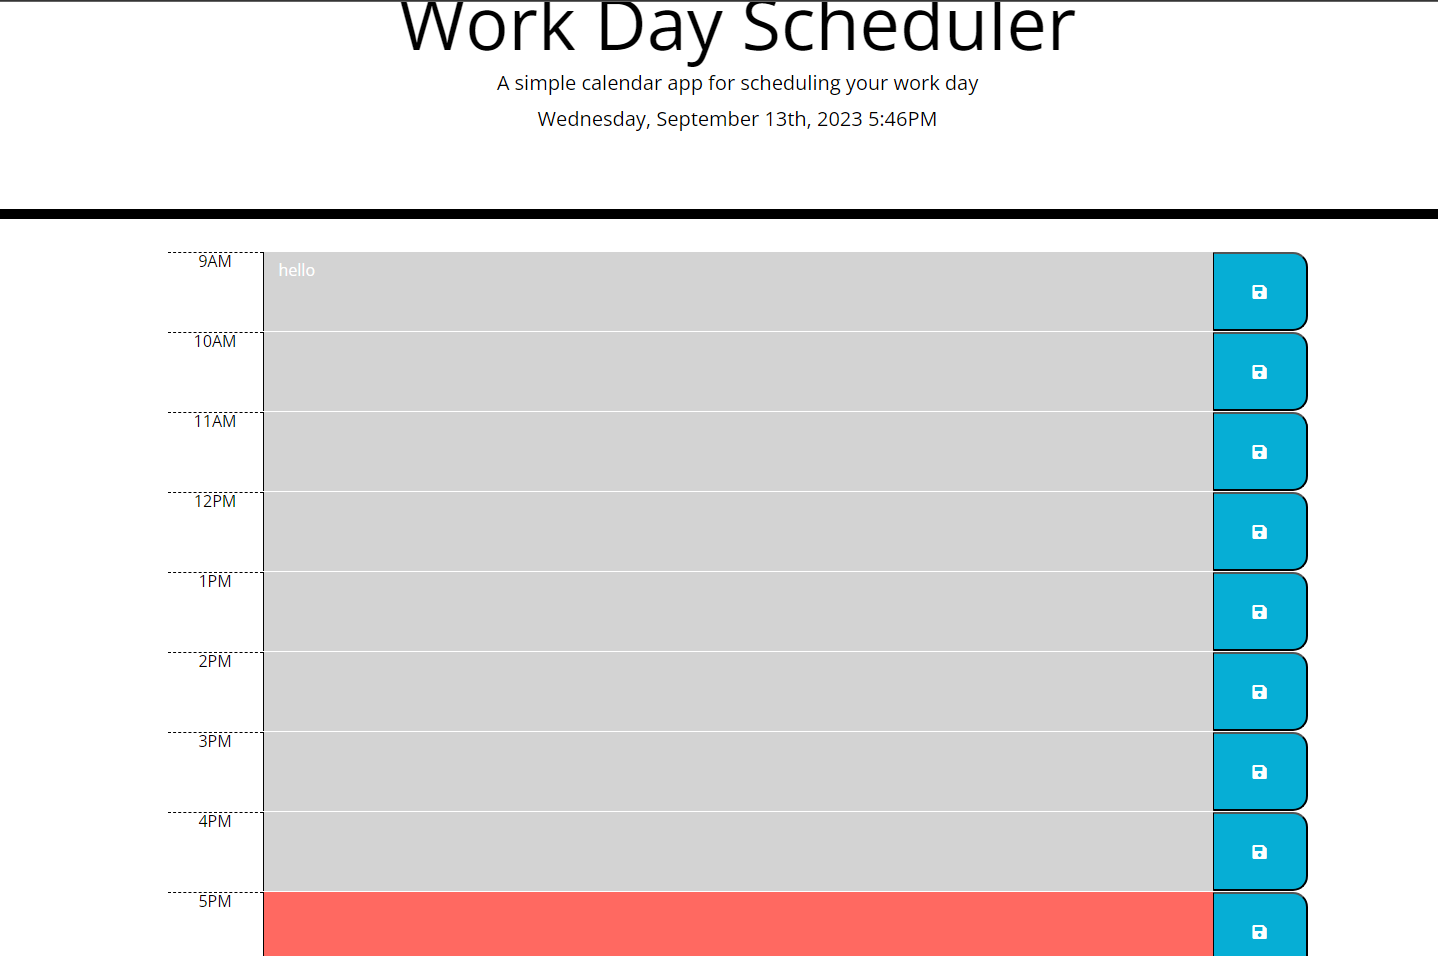 Work Day Scheduler
A simple calendar app for scheduling your work day
Wednesday, September 13th, 2023 5:46PM
9AM
hello
10AM
11AM
12PM
1PM
2PM
3PM
4PM
5PM